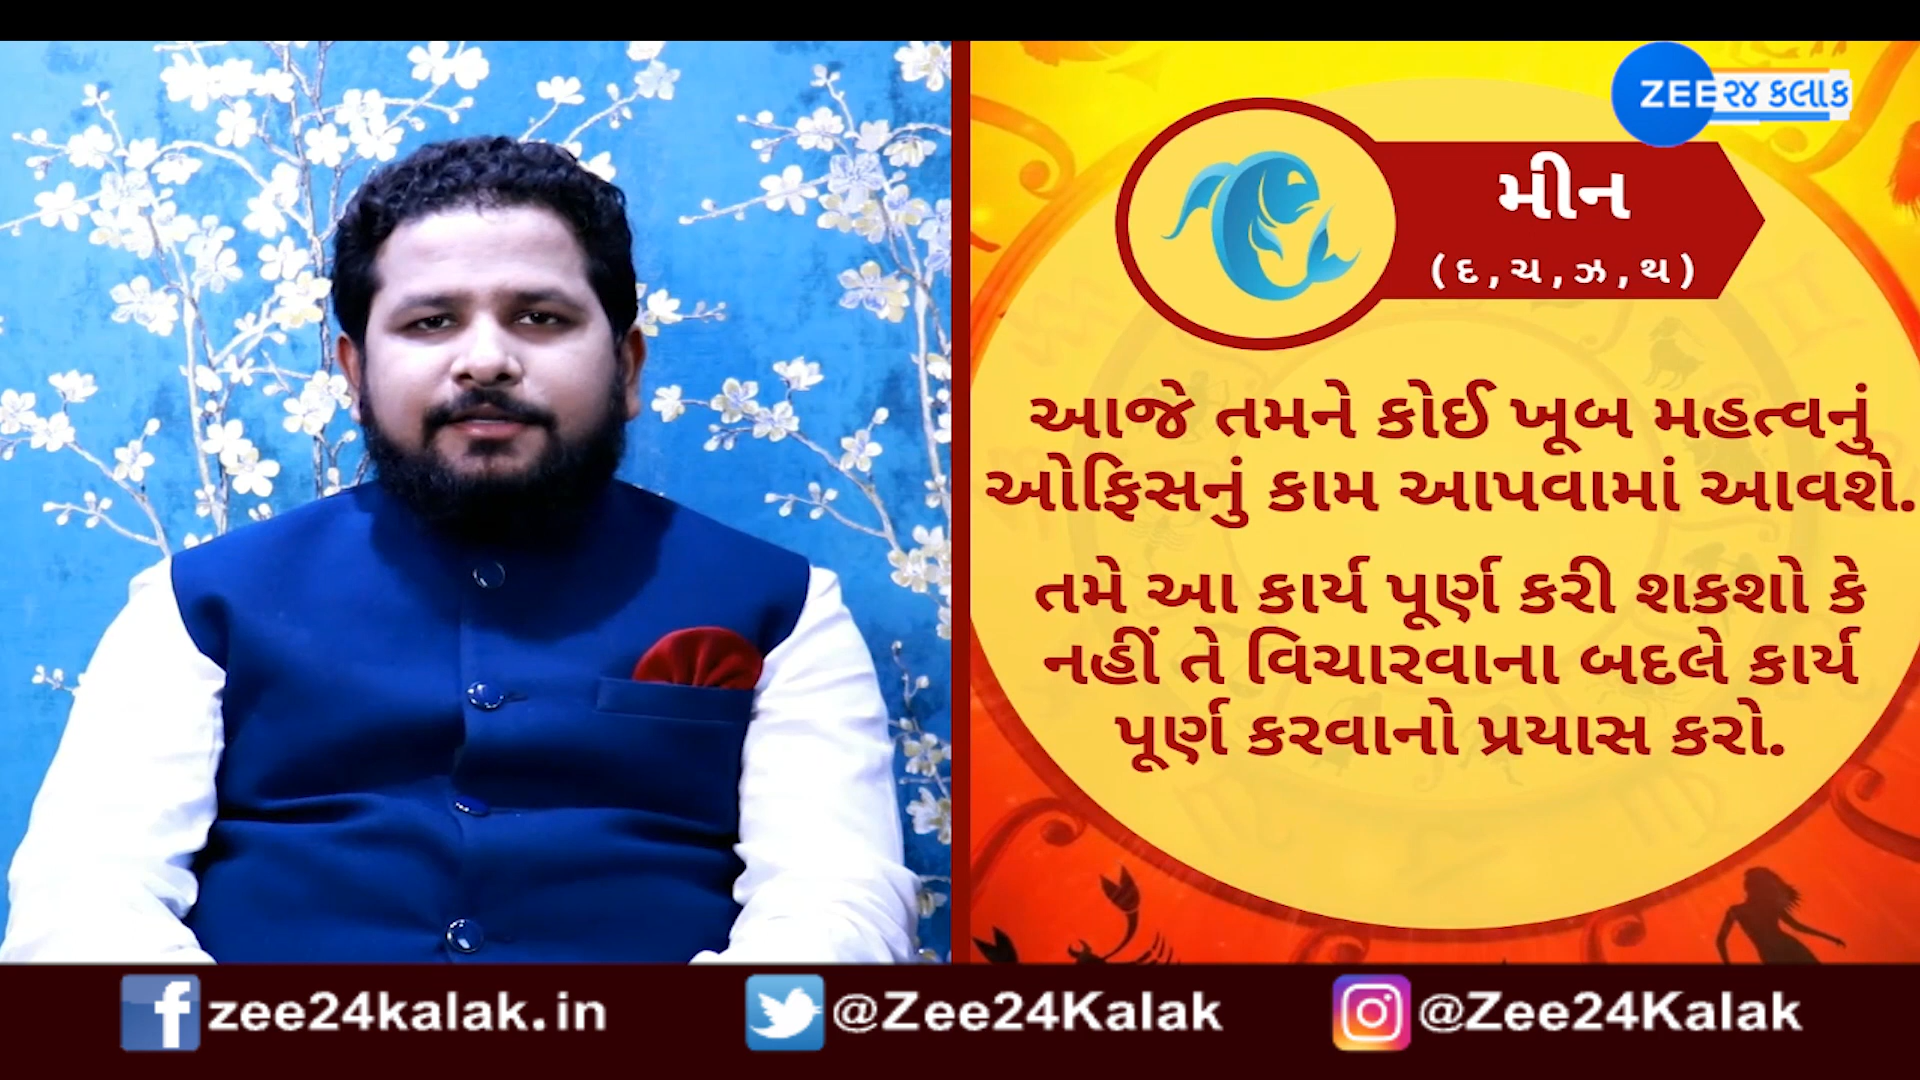 ZEE ૨૪ કલાક
મીન
( દ , ચ , ઝ , થ )
આજે તમને કોઈ ખૂબ મહત્વનું
ઓફિસનું કામ આપવામાં આવશે.
તમે આ કાર્ય પૂર્ણ કરી શકશો કે
નહીં તે વિચારવાના બદલે કાર્ય
પૂર્ણ કરવાનો પ્રયાસ કરો.
zee24kalak.in
@Zee24Kalak
@Zee24Kalak